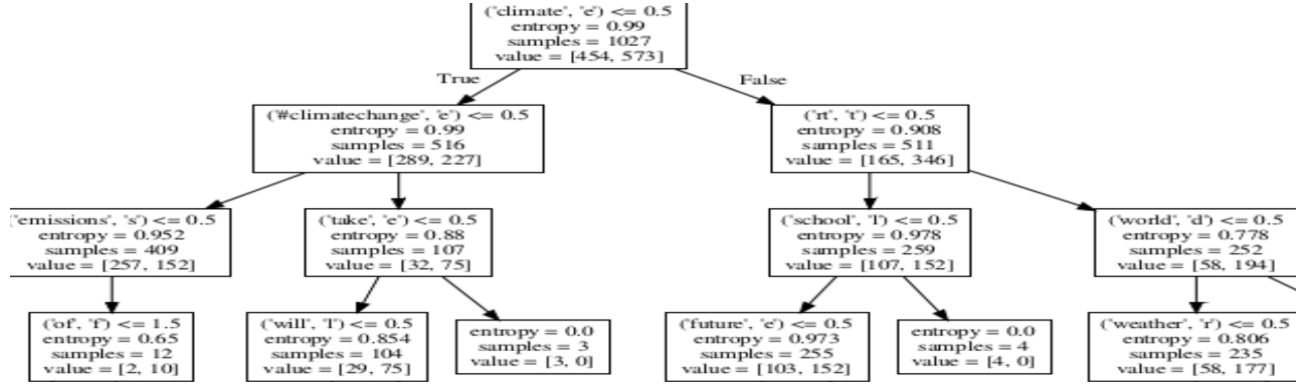 ('climate', 'e') <= 0.5
entropy = 0.99
samples = 1027
value = [454, 573]
True
False
('#climatechange', 'e') <= 0.5
entropy = 0.99
samples = 516
value = [289, 227]
('rt', 't') <= 0.5
entropy = 0.908
samples = 511
value = [165, 346]
('emissions', 's') <= 0.5
entropy = 0.952
samples = 409
value = [257, 152]
('take', 'e') <= 0.5
entropy = 0.88
samples = 107
value = [32, 75]
('school', 'l') <= 0.5
entropy = 0.978
samples = 259
value = [107, 152]
('world', 'd') <= 0.5
entropy = 0.778
samples = 252
value = [58, 194]
('of', 'f') <= 1.5
entropy = 0.65
samples = 12
value = [2, 10]
('will', 'l') <= 0.5
entropy = 0.854
samples = 104
value = [29, 75]
entropy = 0.0
samples = 3
value = [3, 0]
('future', 'e') <= 0.5
entropy = 0.973
samples = 255
value = [103, 152]
entropy = 0.0
samples = 4
value = [4, 0]
('weather', 'r') <= 0.5
entropy = 0.806
samples = 235
value = [58, 177]